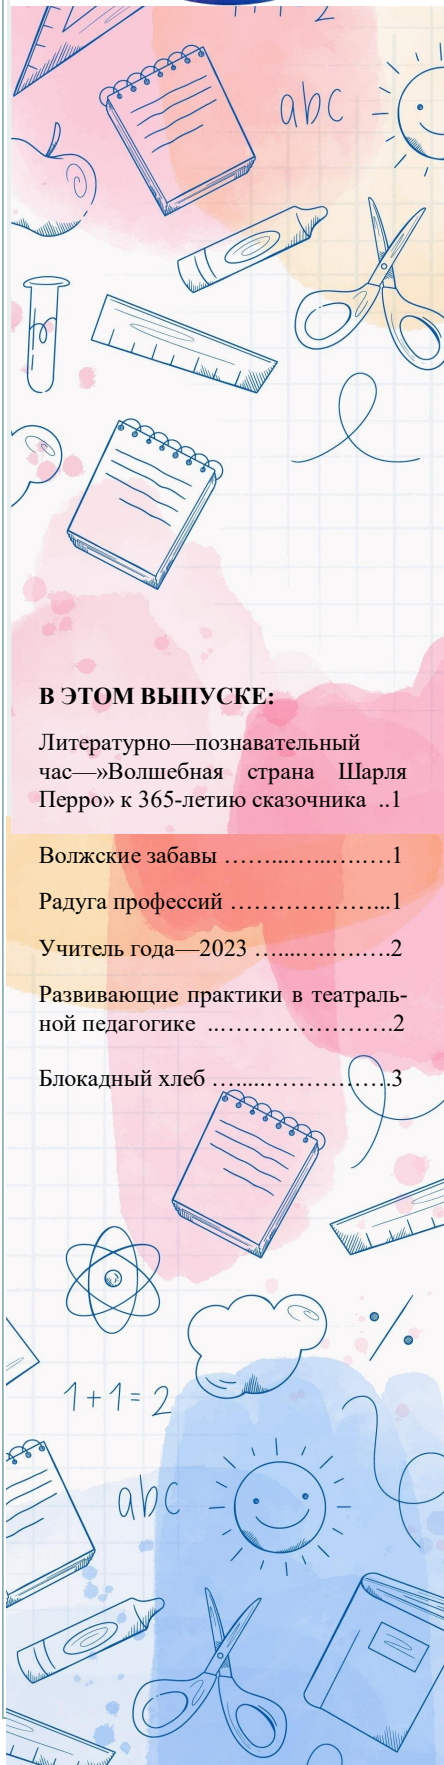 +++2
abc
В ЭТОМ ВЫПУСКЕ:
Литературно—познавательный
час—»Волшебная страна Шарля
Перро» к 365-летию сказочника ..1
Волжские забавы ……...…...…..….…1
Радуга профессий ………………...1
Учитель года—2023 …....…..…..….2
Развивающие практики в театраль-
ной педагогике ..………………….2
Блокадный хлеб …....……………..3
1+1=2
abc